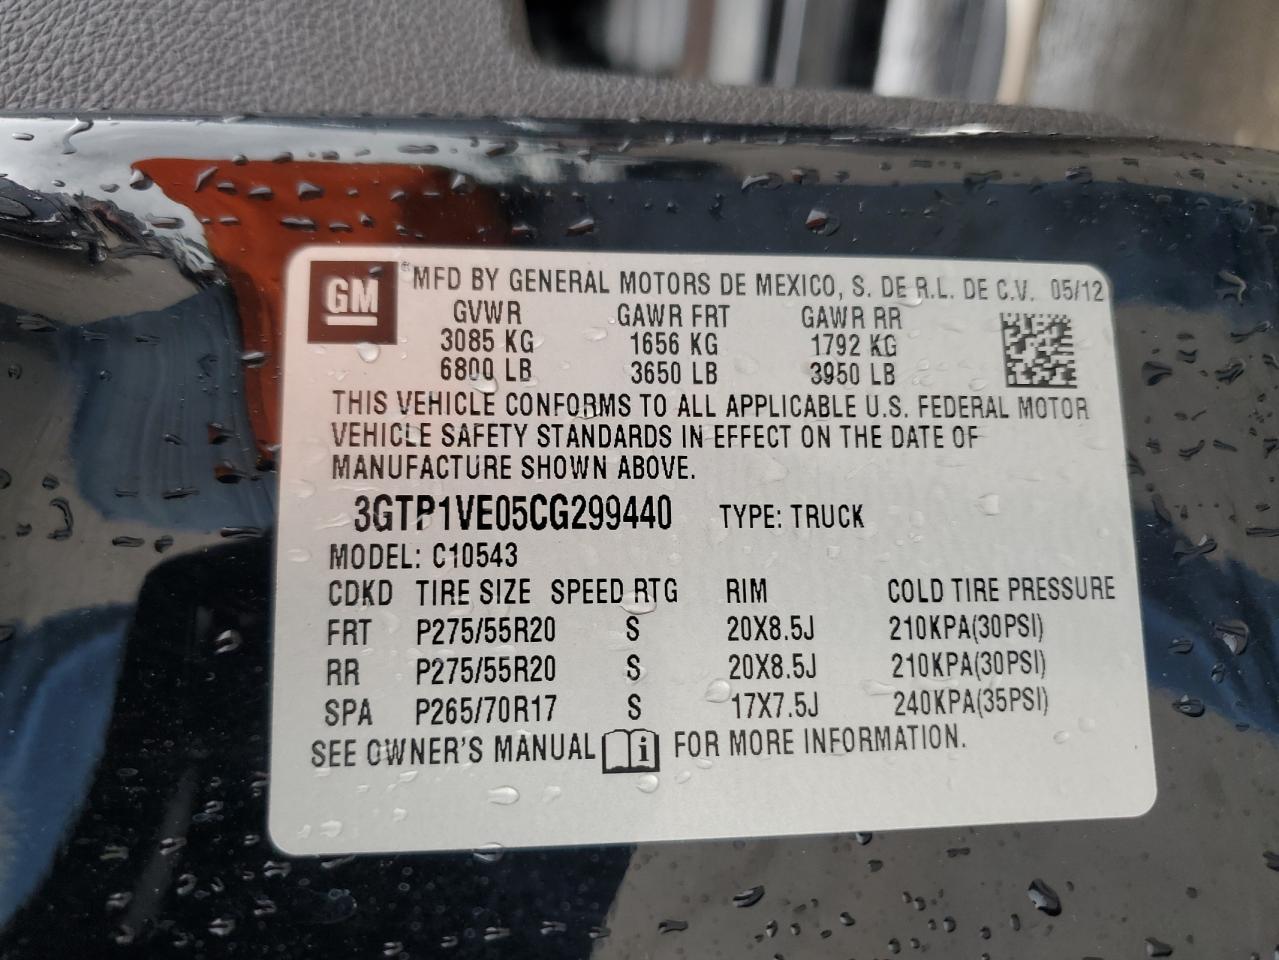 GM ® MFD BY GENERAL MOTORS DE MEXICO, S. DE R.L. DE C.V. 05/12
GVWR GAWR FRT GAWR RR
3085 KG 1656 KG 1792 KG
6800 LB 3650 LB 3950 LB
THIS VEHICLE CONFORMS TO ALL APPLICABLE U.S. FEDERAL MOTOR
VEHICLE SAFETY STANDARDS IN EFFECT ON THE DATE OF
MANUFACTURE SHOWN ABOVE.
3GTP1VE05CG299440 TYPE: TRUCK
MODEL: C10543
CDKD TIRE SIZE SPEED RTG RIM COLD TIRE PRESSURE
FRT P275/55R20 S 20X8.5J 210KPA(30PSI)
RR P275/55R20 S 20X8.5J 210KPA(30PSI)
SPA P265/70R17 S 17X7.5J 240KPA(35PSI)
SEE OWNER'S MANUAL i FOR MORE INFORMATION.